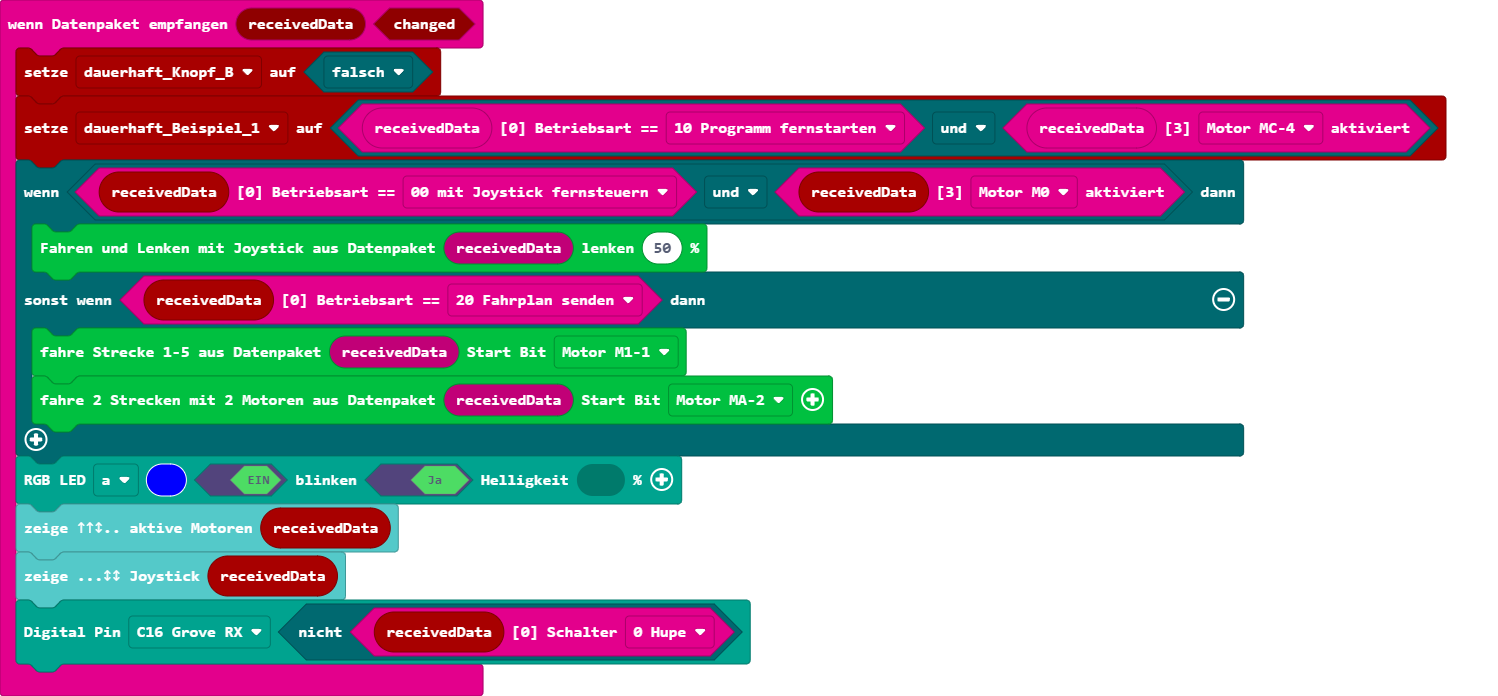 wenn Datenpaket empfangen receivedData changed
setze dauerhaft_Knopf_B auf falsch
setze dauerhaft_Beispiel_1 auf receivedData [0] Betriebsart == 10 Programm fernstarten und receivedData [3] Motor MC-4 aktiviert
wenn receivedData [0] Betriebsart == 00 mit Joystick fernsteuern und receivedData [3] Motor M0 aktiviert dann
Fahren und Lenken mit Joystick aus Datenpaket receivedData lenken 50 %
sonst wenn receivedData [0] Betriebsart == 20 Fahrplan senden dann
fahre Strecke 1-5 aus Datenpaket receivedData Start Bit Motor M1-1
fahre 2 Strecken mit 2 Motoren aus Datenpaket receivedData Start Bit Motor MA-2
RGB LED a EIN blinken Ja Helligkeit %
zeige ↑↑↕.. aktive Motoren receivedData
zeige ...↕↕ Joystick receivedData
Digital Pin C16 Grove RX nicht receivedData [0] Schalter 0 Hupe